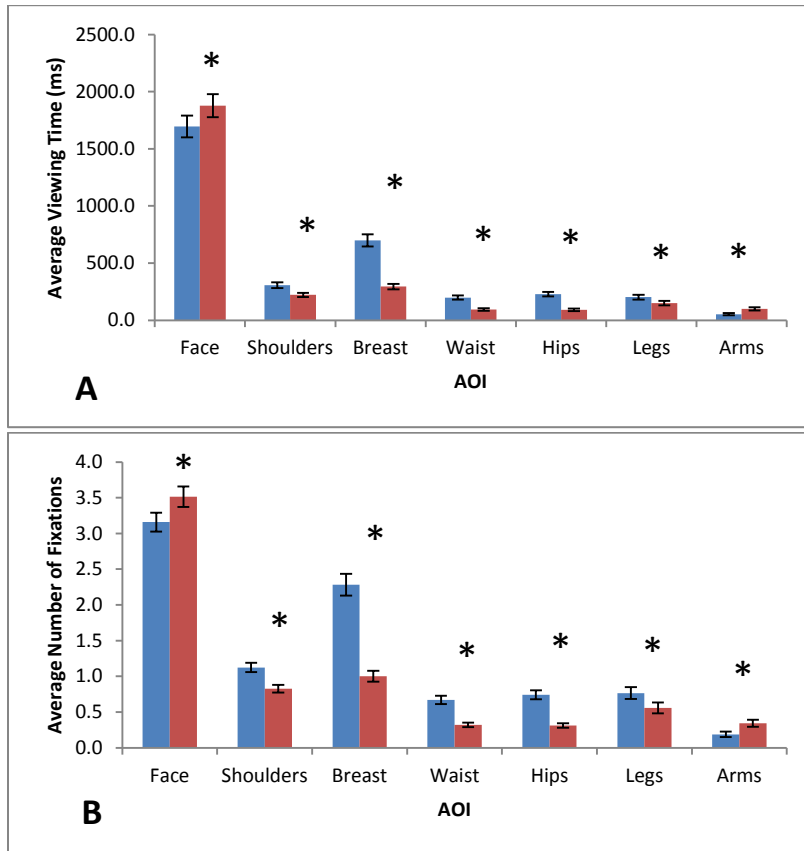 2500.0
2000.0
1500.0
1000.0
500.0
0.0
Average Viewing Time (ms)
* * * * * * *
Face Shoulders Breast Waist Hips Legs Arms
AOI
A
4.0
3.5
3.0
2.5
2.0
1.5
1.0
0.5
0.0
Average Number of Fixations
* * * * * * *
Face Shoulders Breast Waist Hips Legs Arms
AOI
B